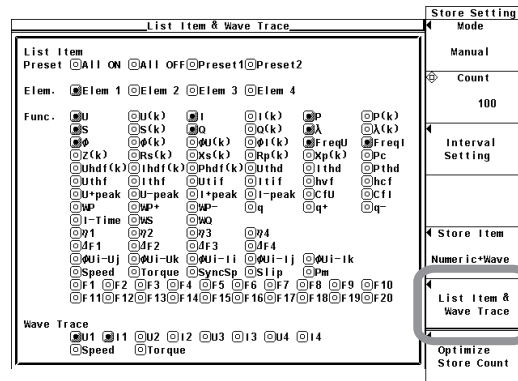 Store Setting
List Item & Wave Trace
List Item
Preset All ON All OFF Preset1 Preset2
Elem. Elem 1 Elem 2 Elem 3 Elem 4
Func. U U(k) I I(k) P P(k)
S S(k) Q Q(k) λ λ(k)
ϕ ϕ(k) ϕU(k) ϕI(k) FreqU FreqI
Z(k) Rs(k) Xs(k) Rp(k) Xp(k) Pc
Uhdf(k) Ihdf(k) Phdf(k) Uthd Ithd Pthd
Uthf Ithf Utif Itif hvf hcf
U+peak U-peak I+peak I-peak CfU CfI
WP WP+ WP- q q+ q-
I-Time WS WQ
η1 η2 η3 η4
ΔF1 ΔF2 ΔF3 ΔF4
ϕUi-Uj ϕUi-Uk ϕUi-Ii ϕUi-Ij ϕUi-Ik
Speed Torque SyncSp Slip Pm
F1 F2 F3 F4 F5 F6 F7 F8 F9 F10
F11 F12 F13 F14 F15 F16 F17 F18 F19 F20
Wave Trace
U1 I1 U2 I2 U3 I3 U4 I4
Speed Torque
Mode
Manual
Count
100
Interval
Setting
Store Item
Numeric+Wave
List Item &
Wave Trace
Optimize
Store Count